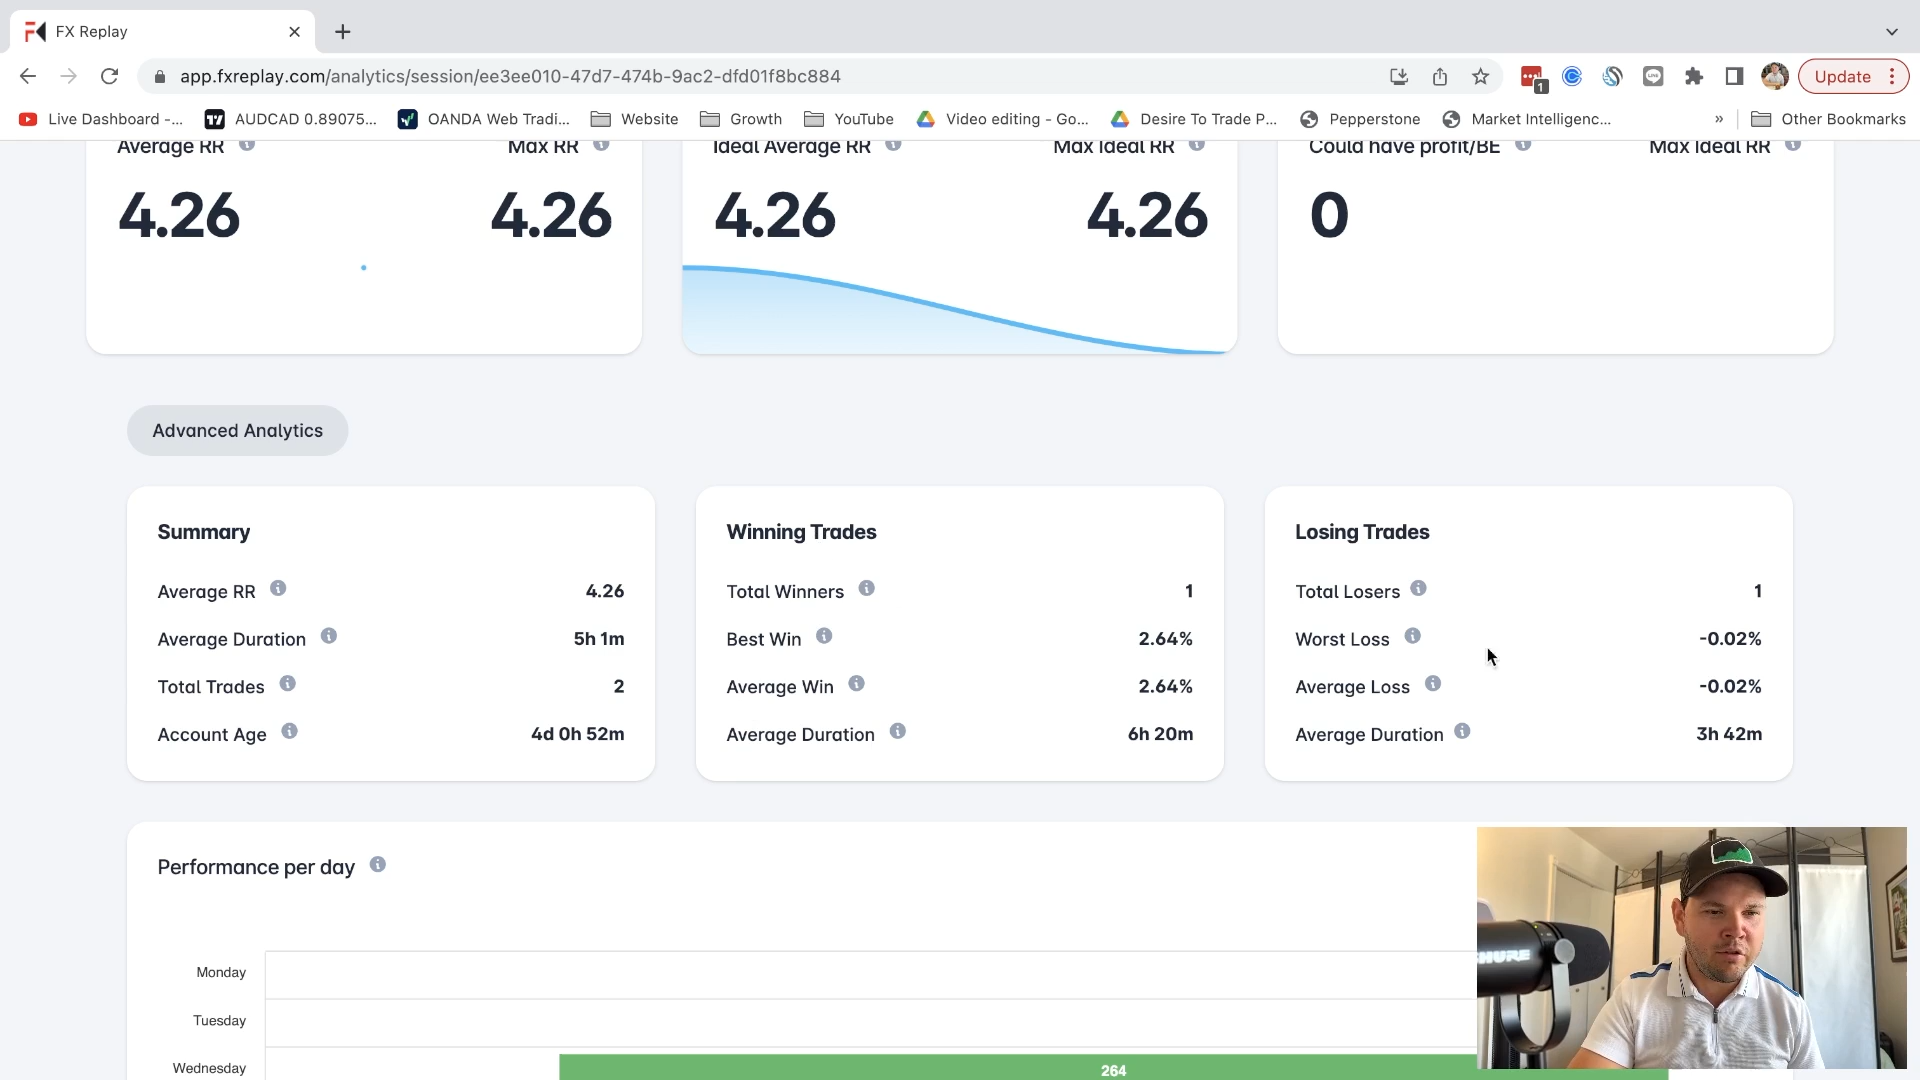 FX Replay
app.fxreplay.com/analytics/session/ee3ee010-47d7-474b-9ac2-dfd01f8bc884
1
Update
Live Dashboard -...
AUDCAD 0.89075...
OANDA Web Tradi...
Website
Growth
YouTube
Video editing - Go...
Desire To Trade P...
Pepperstone
Market Intelligenc...
»
Other Bookmarks
Average RR
Max RR
Ideal Average RR
Max Ideal RR
Could have profit/BE
Max Ideal RR
4.26
4.26
4.26
4.26
0
Advanced Analytics
Summary
Average RR 4.26
Average Duration 5h 1m
Total Trades 2
Account Age 4d 0h 52m
Winning Trades
Total Winners 1
Best Win 2.64%
Average Win 2.64%
Average Duration 6h 20m
Losing Trades
Total Losers 1
Worst Loss -0.02%
Average Loss -0.02%
Average Duration 3h 42m
Performance per day
Monday
Tuesday
Wednesday
264